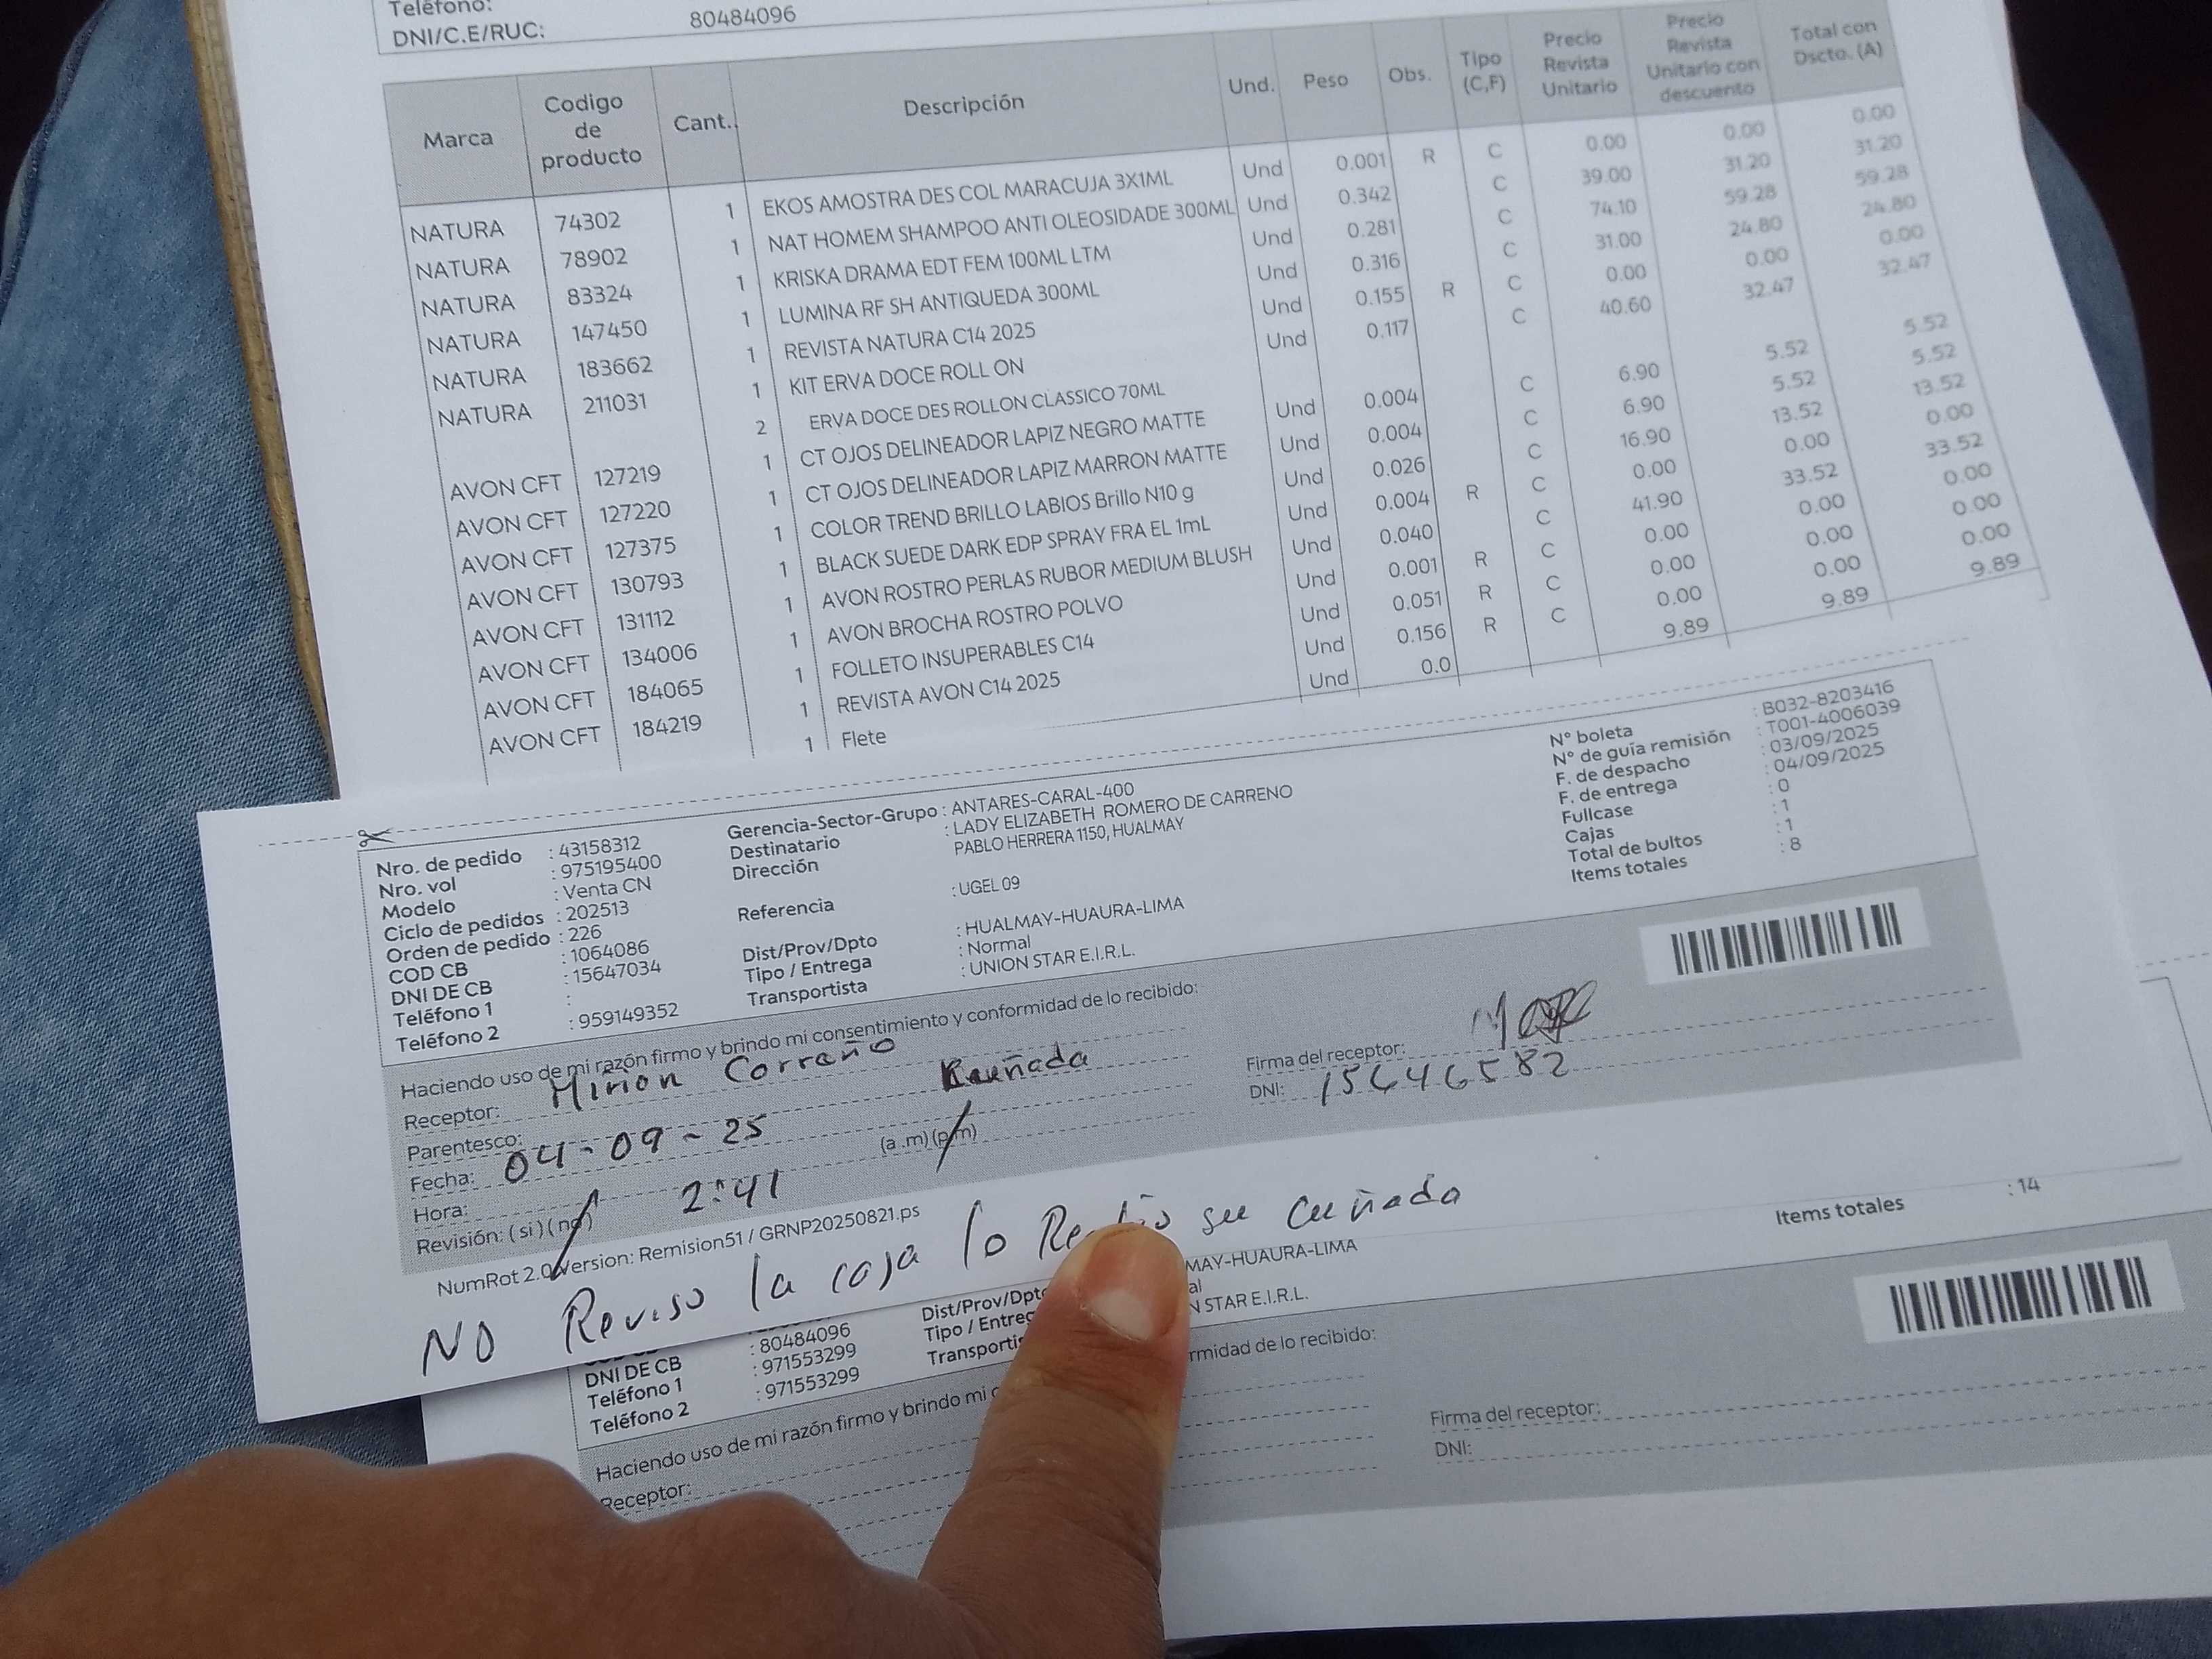 Teléfono:
DNI/C.E/RUC: 80484096
Marca Codigo de producto Cant. Descripción Und. Peso Obs. Tipo (C,F) Precio Revista Unitario Precio Revista Unitario con descuento Total con Dscto. (A)
NATURA 74302 1 EKOS AMOSTRA DES COL MARACUJA 3X1ML Und 0.001 R C 0.00 0.00 0.00
NATURA 78902 1 NAT HOMEM SHAMPOO ANTI OLEOSIDADE 300ML Und 0.342 C 39.00 31.20 31.20
NATURA 83324 1 KRISKA DRAMA EDT FEM 100ML LTM Und 0.281 C 74.10 59.28 59.28
NATURA 147450 1 LUMINA RF SH ANTIQUEDA 300ML Und 0.316 C 31.00 24.80 24.80
NATURA 183662 1 REVISTA NATURA C14 2025 Und 0.155 R C 0.00 0.00 0.00
NATURA 211031 1 KIT ERVA DOCE ROLL ON Und 0.117 C 40.60 32.47 32.47
2 ERVA DOCE DES ROLLON CLASSICO 70ML
AVON CFT 127219 1 CT OJOS DELINEADOR LAPIZ NEGRO MATTE Und 0.004 C 6.90 5.52 5.52
AVON CFT 127220 1 CT OJOS DELINEADOR LAPIZ MARRON MATTE Und 0.004 C 6.90 5.52 5.52
AVON CFT 127375 1 COLOR TREND BRILLO LABIOS Brillo N10 g Und 0.026 C 16.90 13.52 13.52
AVON CFT 130793 1 BLACK SUEDE DARK EDP SPRAY FRA EL 1mL Und 0.004 R C 0.00 0.00 0.00
AVON CFT 131112 1 AVON ROSTRO PERLAS RUBOR MEDIUM BLUSH Und 0.040 C 41.90 33.52 33.52
AVON CFT 134006 1 AVON BROCHA ROSTRO POLVO Und 0.001 R C 0.00 0.00 0.00
AVON CFT 184065 1 FOLLETO INSUPERABLES C14 Und 0.051 R C 0.00 0.00 0.00
AVON CFT 184219 1 REVISTA AVON C14 2025 Und 0.156 R C 0.00 0.00 0.00
1 Flete Und 0.0 9.89 9.89 9.89
Nro. de pedido : 43158312
Nro. vol : 975195400
Modelo : Venta CN
Ciclo de pedidos : 202513
Orden de pedido : 226
COD CB : 1064086
DNI DE CB : 15647034
Teléfono 1 :
Teléfono 2 : 959149352
Gerencia-Sector-Grupo : ANTARES-CARAL-400
Destinatario : LADY ELIZABETH ROMERO DE CARRENO
Dirección PABLO HERRERA 1150, HUALMAY
Referencia : UGEL 09
Dist/Prov/Dpto : HUALMAY-HUAURA-LIMA
Tipo / Entrega : Normal
Transportista : UNION STAR E.I.R.L.
N° boleta : B032-8203416
N° de guía remisión : T001-4006039
F. de despacho : 03/09/2025
F. de entrega : 04/09/2025
Fullcase : 0
Cajas : 1
Total de bultos : 1
Items totales : 8
Haciendo uso de mi razón firmo y brindo mi consentimiento y conformidad de lo recibido:
Receptor: Mirion Correño
Parentesco: Kuñada
Fecha: 04-09-25
Hora: 2:41 (a.m)(p.m)
Revisión: (si)(no)
Firma del receptor:
DNI: 15646582
NumRot 2.0 Version: Remision51 / GRNP20250821.ps
NO Reviso la caja lo su cuñada
Items totales : 14
MAY-HUAURA-LIMA
Dist/Prov/Dpto
Tipo / Entreg al
Transportis N STAR E.I.R.L.
: 80484096
DNI DE CB : 971553299
Teléfono 1 : 971553299
Teléfono 2
Haciendo uso de mi razón firmo y brindo mi c rmidad de lo recibido:
Receptor:
Firma del receptor:
DNI: